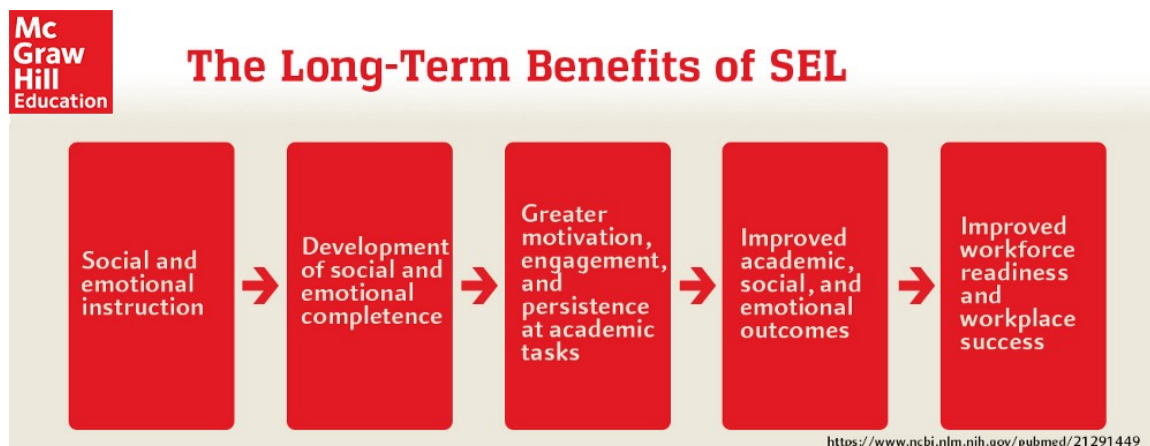 Mc
Graw
Hill
Education
The Long-Term Benefits of SEL
Social and
emotional
instruction
Development
of social and
emotional
completence
Greater
motivation,
engagement,
and
persistence
at academic
tasks
Improved
academic,
social, and
emotional
outcomes
Improved
workforce
readiness
and
workplace
success
https://www.ncbi.nlm.nih.gov/pubmed/21291449